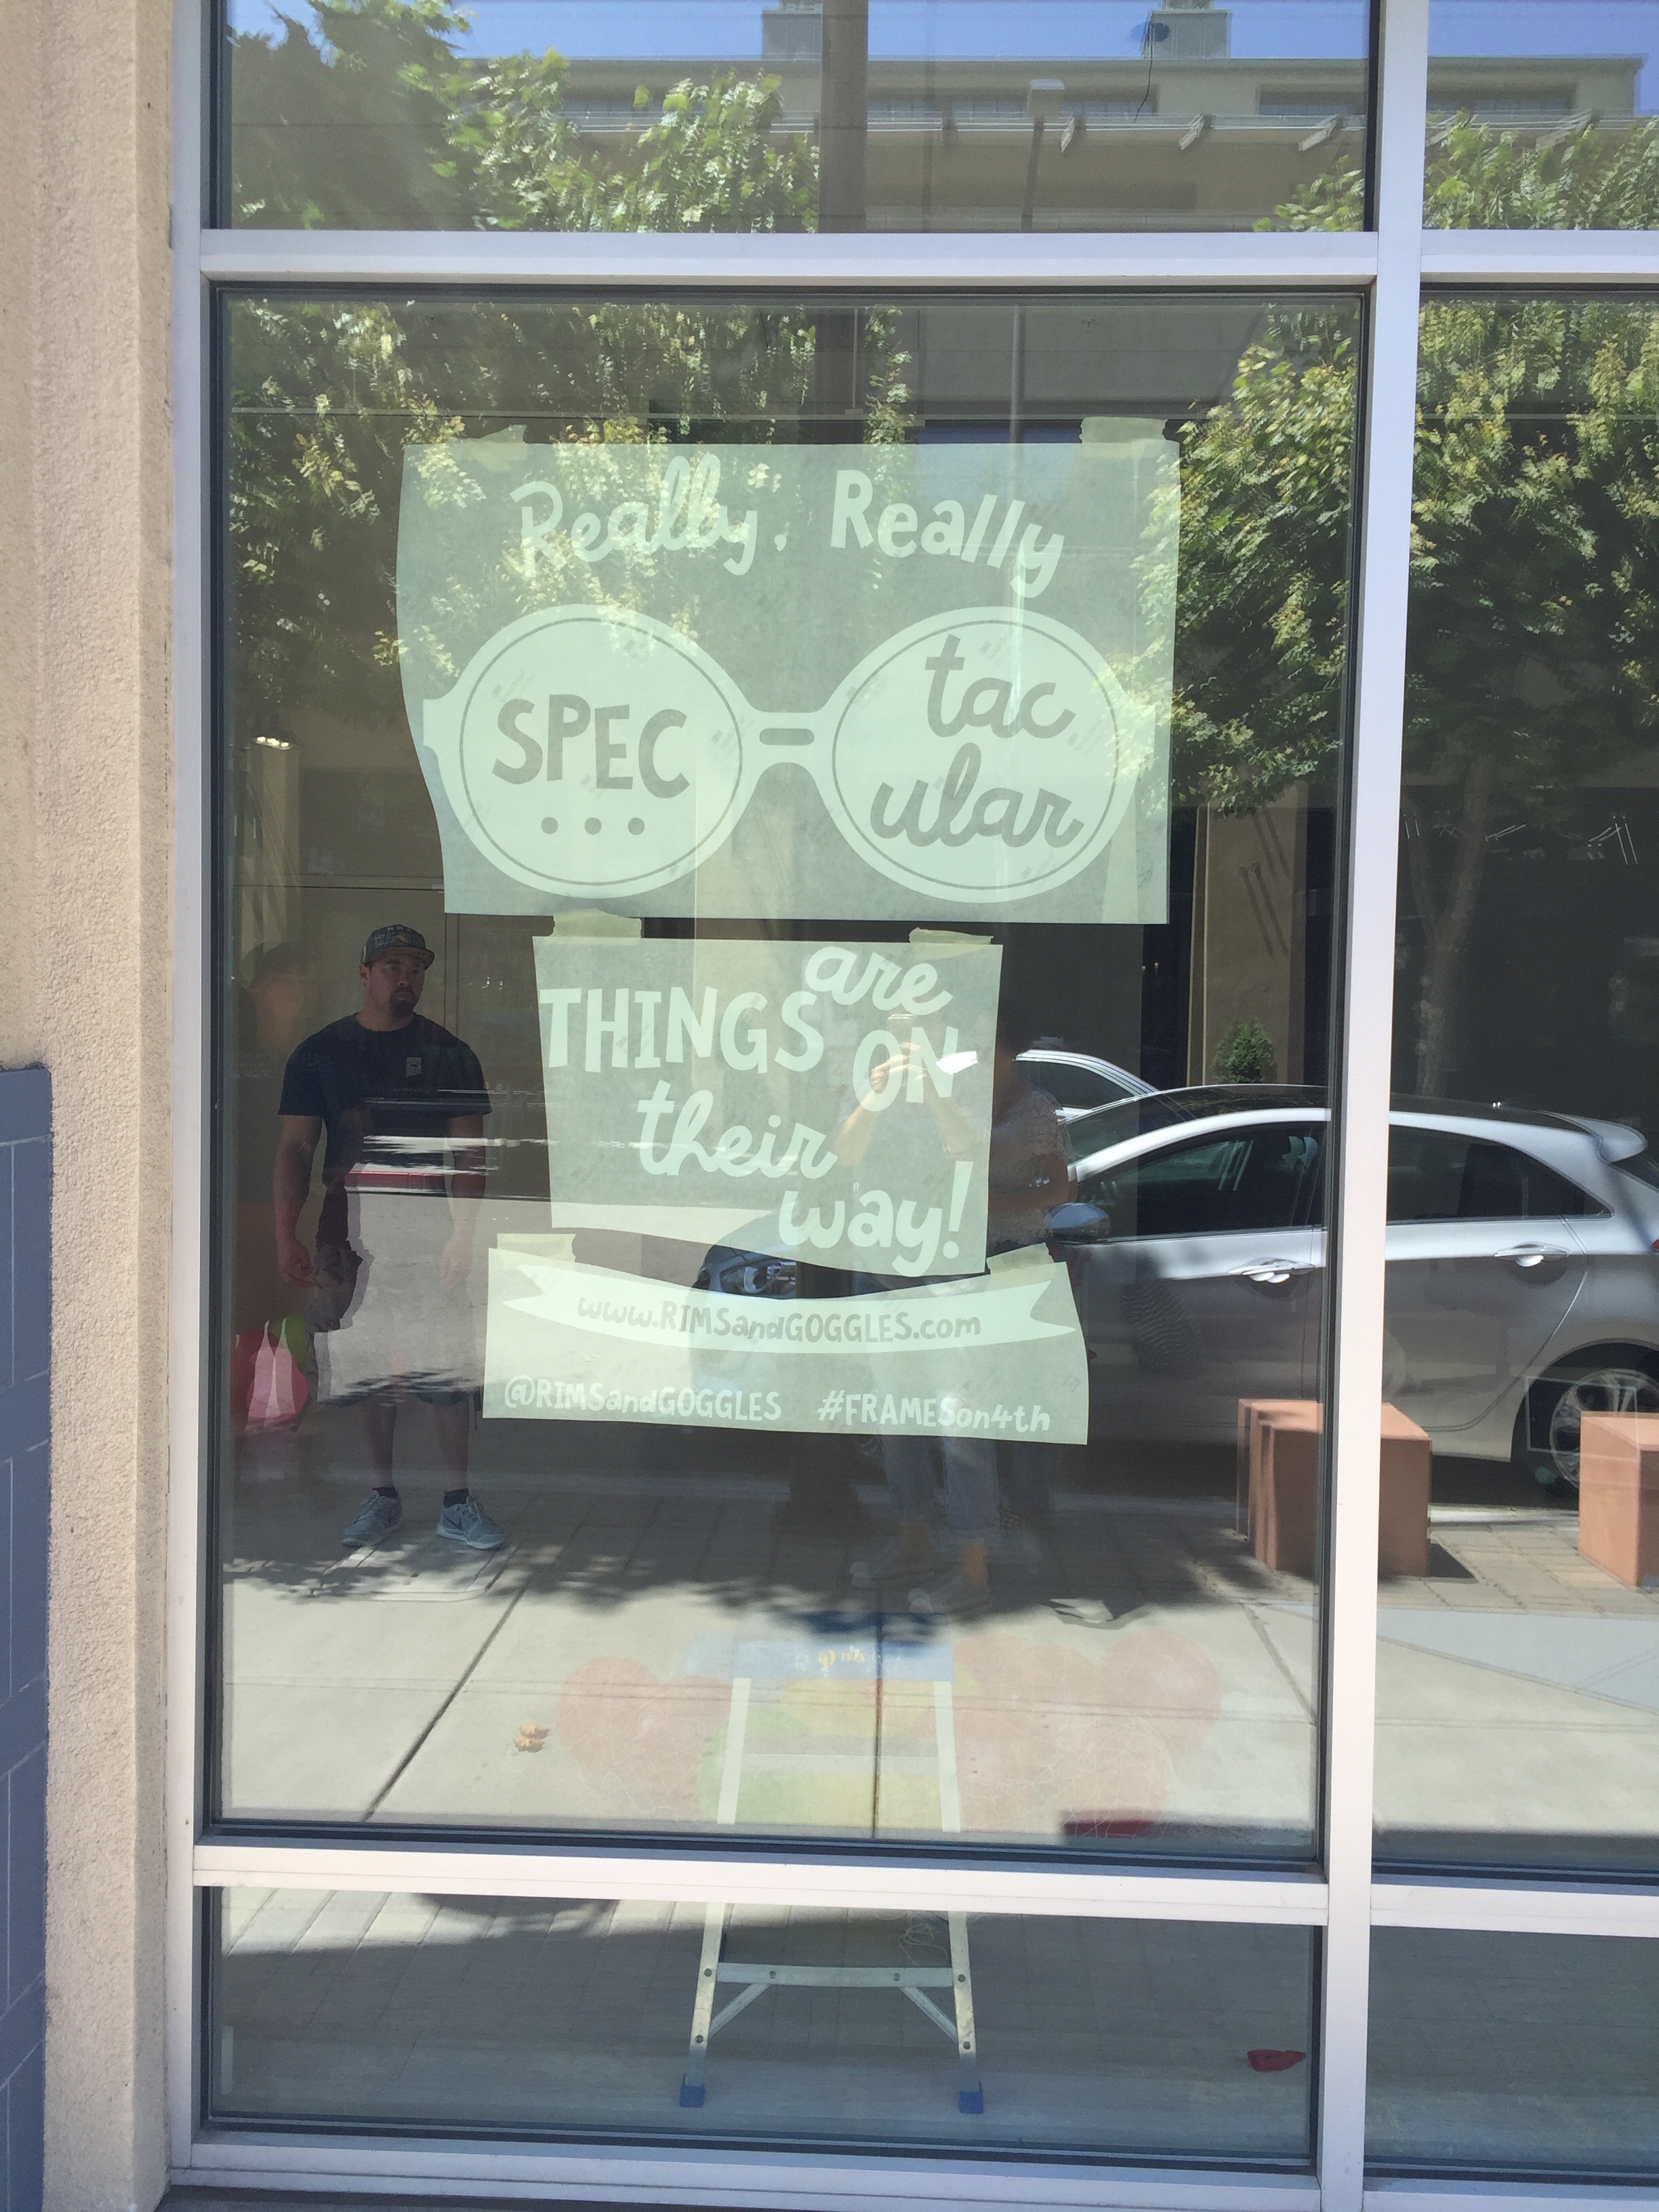 Really, Really
SPEC
...
tac
ular
are
THINGS ON
their
way!
www.RIMSandGOGGLES.com
@RIMSandGOGGLES #FRAMESon4th